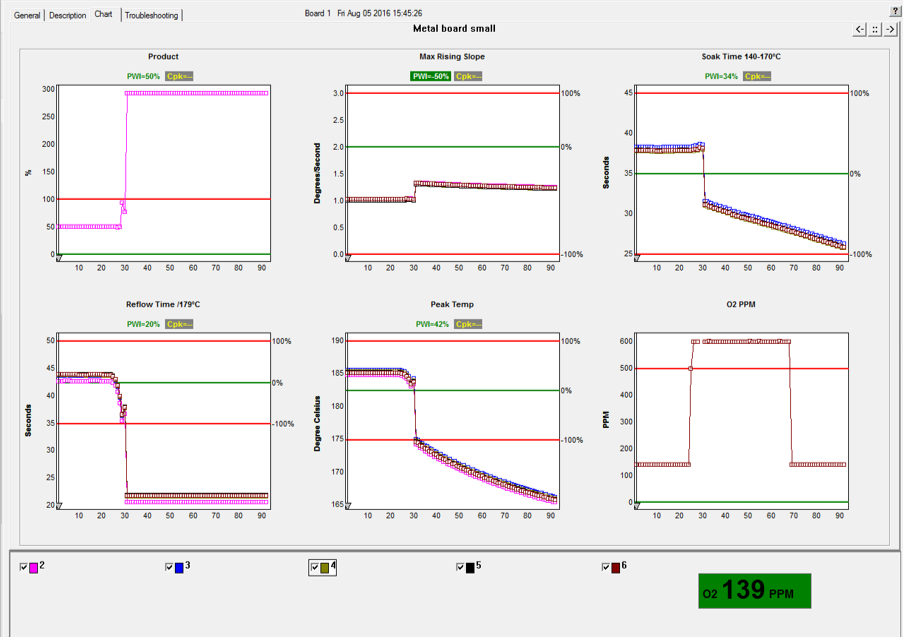 General Description Chart Troubleshooting
Board 1 Fri Aug 05 2016 15:45:26
?
Metal board small
<- :: ->
Product
PWI=50% Cpk=--
300
250
200
150
100
50
0
%
10 20 30 40 50 60 70 80 90
Max Rising Slope
PWI=-50% Cpk=--
3.0
2.5
2.0
1.5
1.0
0.5
0.0
Degrees/Second
100%
0%
-100%
10 20 30 40 50 60 70 80 90
Soak Time 140-170ºC
PWI=34% Cpk=--
45
40
35
30
25
Seconds
100%
0%
-100%
10 20 30 40 50 60 70 80 90
Reflow Time /179ºC
PWI=20% Cpk=--
50
45
40
35
30
25
20
Seconds
100%
0%
-100%
10 20 30 40 50 60 70 80 90
Peak Temp
PWI=42% Cpk=--
190
185
180
175
170
165
Degree Celsius
100%
0%
-100%
10 20 30 40 50 60 70 80 90
O2 PPM
600
500
400
300
200
100
0
PPM
10 20 30 40 50 60 70 80 90
2 3 4 5 6
O2 139 PPM